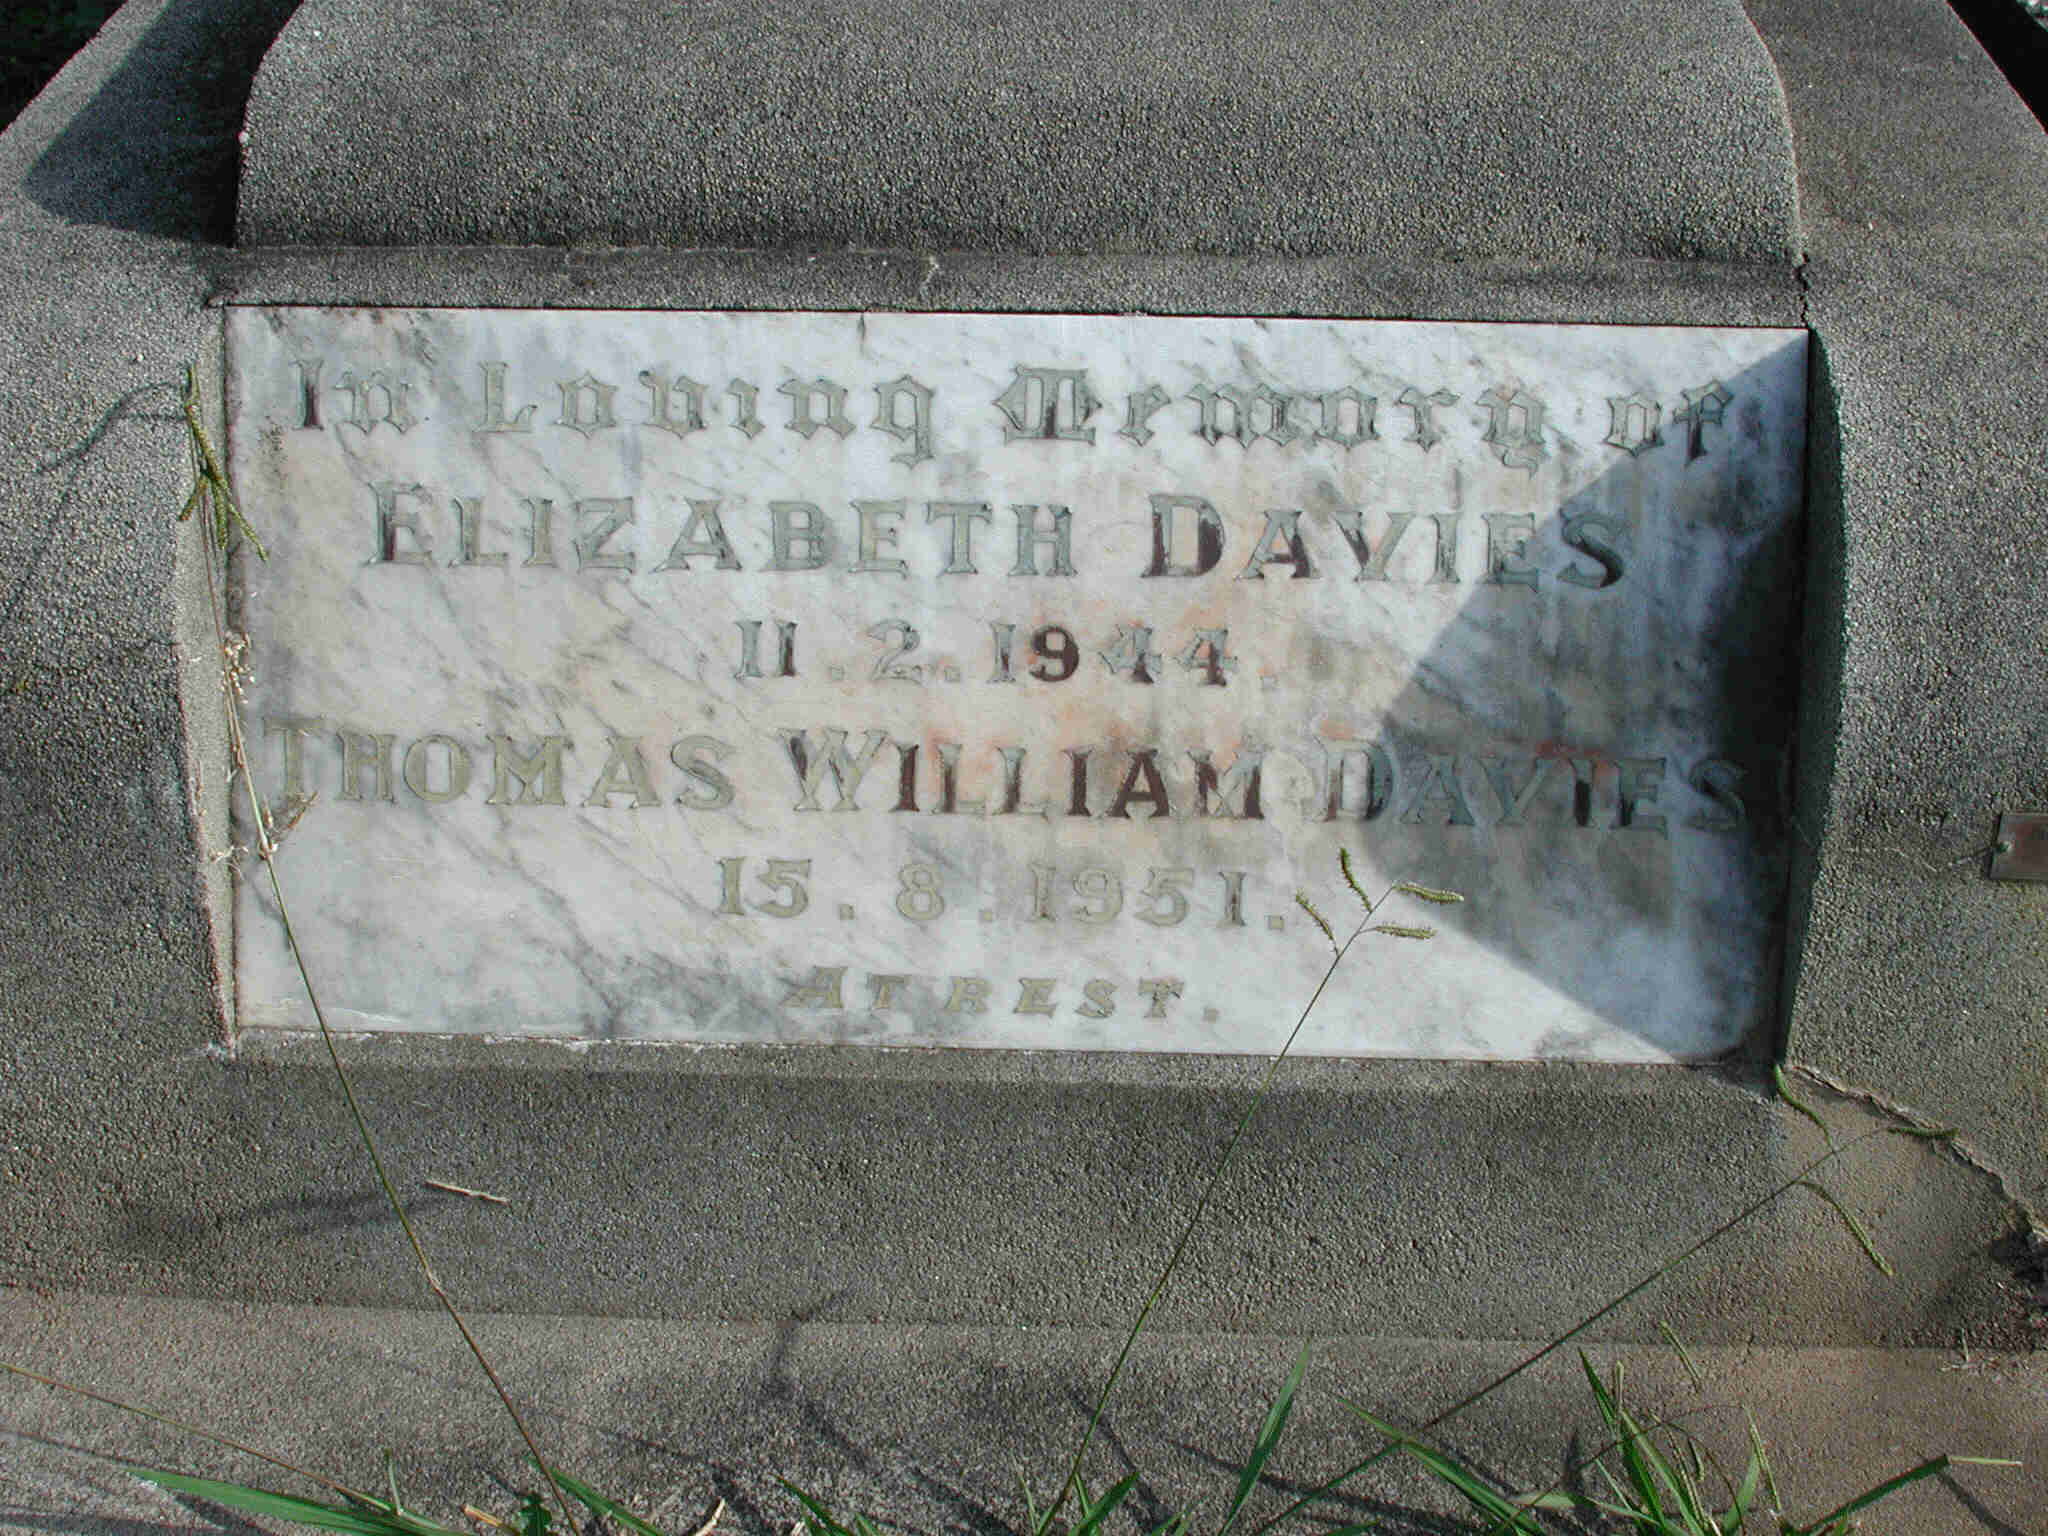 In Loving Memory of
ELIZABETH DAVIES
11.2.1944.
THOMAS WILLIAM DAVIES
15.8.1951.
AT REST.